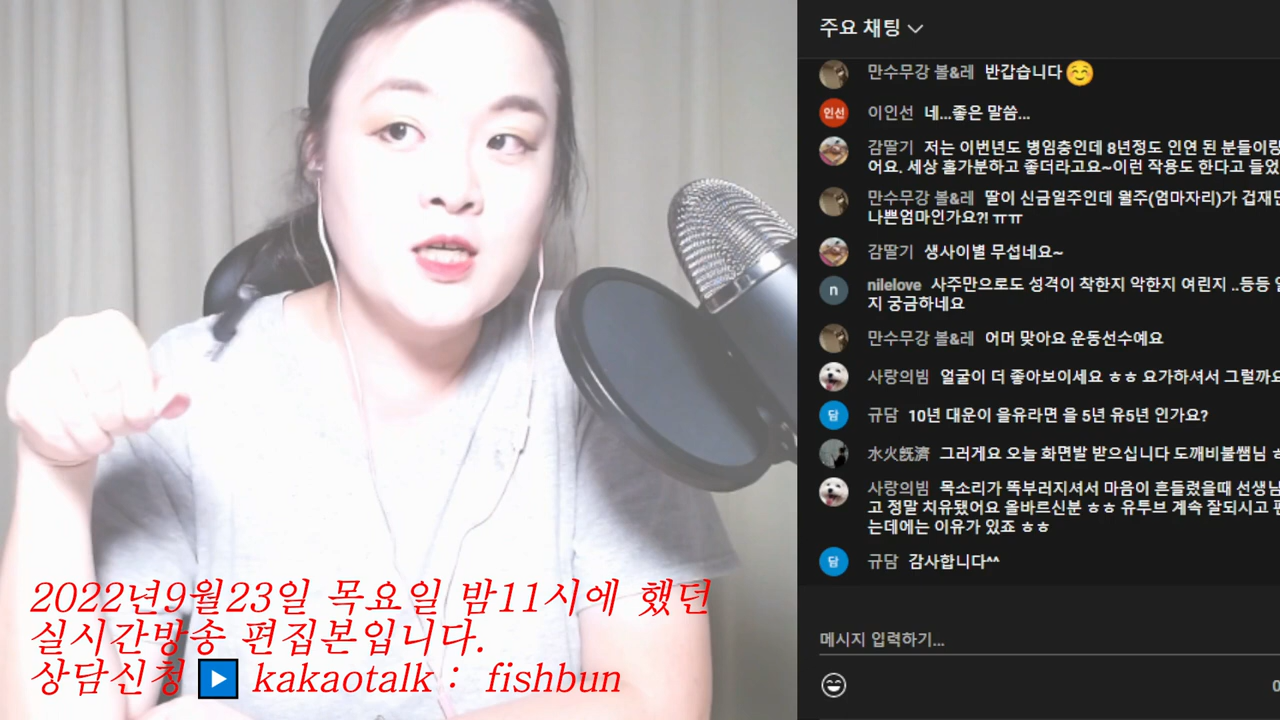 2022년9월23일 목요일 밤11시에 했던
실시간방송 편집본입니다.
상담신청 ▶ kakaotalk : fishbun
주요 채팅
만수무강 볼&레 반갑습니다
인선 이인선 네...좋은 말씀...
감딸기 저는 이번년도 병임충인데 8년정도 인연 된 분들이랑
어요. 세상 홀가분하고 좋더라고요~이런 작용도 한다고 들었
만수무강 볼&레 딸이 신금일주인데 월주(엄마자리)가 겁재
나쁜엄마인가요?! ㅠㅠ
감딸기 생사이별 무섭네요~
n nilelove 사주만으로도 성격이 착한지 악한지 여린지 ..등등
지 궁금하네요
만수무강 볼&레 어머 맞아요 운동선수예요
사랑의빔 얼굴이 더 좋아보이세요 ㅎㅎ 요가하셔서 그럴까요
담 규담 10년 대운이 을유라면 을 5년 유5년 인가요?
水火旣濟 그러게요 오늘 화면발 받으십니다 도깨비불쌤님
사랑의빔 목소리가 똑부러지셔서 마음이 흔들렸을때 선생님
고 정말 치유됐어요 올바르신분 ㅎㅎ 유투브 계속 잘되시고
는데에는 이유가 있죠 ㅎㅎ
담 규담 감사합니다^^
메시지 입력하기...